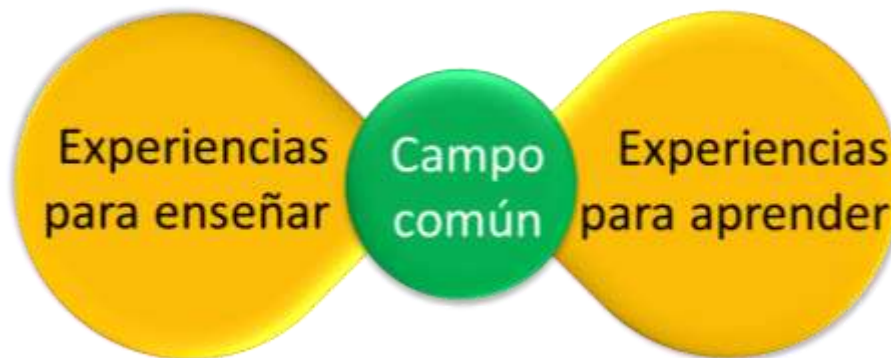 Experiencias
para enseñar
Campo
común
Experiencias
para aprender